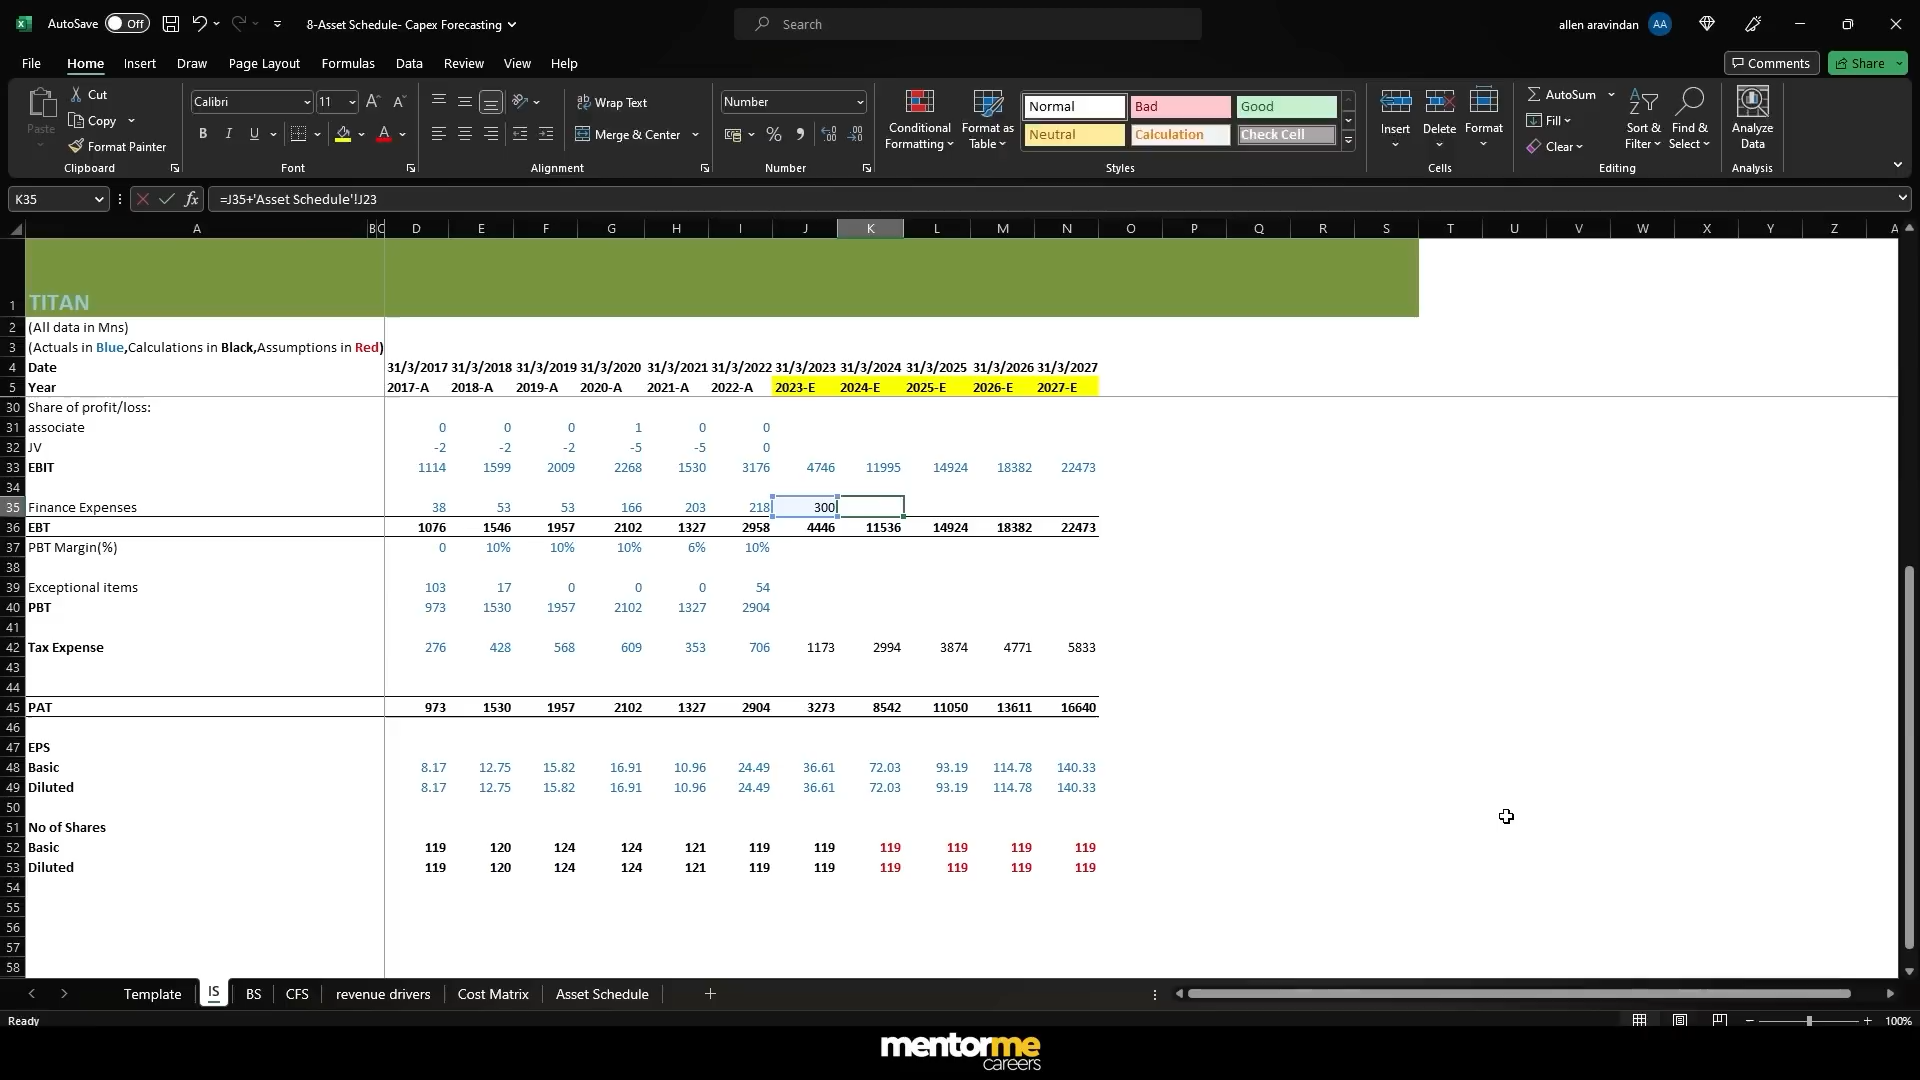 AutoSave Off 8-Asset Schedule- Capex Forecasting Search allen aravindan AA
File Home Insert Draw Page Layout Formulas Data Review View Help Comments Share
Paste Cut Copy Format Painter Clipboard
Calibri 11 B I U A A A Font
Wrap Text Merge & Center Alignment
Number % Number
Conditional Formatting Format as Table Normal Bad Good Neutral Calculation Check Cell Styles
Insert Delete Format Cells
AutoSum Fill Clear Sort & Filter Find & Select Editing
Analyze Data Analysis
K35 fx =J35+'Asset Schedule'!J23
A B C D E F G H I J K L M N O P Q R S T U V W X Y Z A
1 TITAN
2 (All data in Mns)
3 (Actuals in Blue,Calculations in Black,Assumptions in Red)
4 Date 31/3/2017 31/3/2018 31/3/2019 31/3/2020 31/3/2021 31/3/2022 31/3/2023 31/3/2024 31/3/2025 31/3/2026 31/3/2027
5 Year 2017-A 2018-A 2019-A 2020-A 2021-A 2022-A 2023-E 2024-E 2025-E 2026-E 2027-E
30 Share of profit/loss:
31 associate 0 0 0 1 0 0
32 JV -2 -2 -2 -5 -5 0
33 EBIT 1114 1599 2009 2268 1530 3176 4746 11995 14924 18382 22473
34
35 Finance Expenses 38 53 53 166 203 218 300
36 EBT 1076 1546 1957 2102 1327 2958 4446 11536 14924 18382 22473
37 PBT Margin(%) 0 10% 10% 10% 6% 10%
38
39 Exceptional items 103 17 0 0 0 54
40 PBT 973 1530 1957 2102 1327 2904
41
42 Tax Expense 276 428 568 609 353 706 1173 2994 3874 4771 5833
43
44
45 PAT 973 1530 1957 2102 1327 2904 3273 8542 11050 13611 16640
46
47 EPS
48 Basic 8.17 12.75 15.82 16.91 10.96 24.49 36.61 72.03 93.19 114.78 140.33
49 Diluted 8.17 12.75 15.82 16.91 10.96 24.49 36.61 72.03 93.19 114.78 140.33
50
51 No of Shares
52 Basic 119 120 124 124 121 119 119 119 119 119 119
53 Diluted 119 120 124 124 121 119 119 119 119 119 119
54
55
56
57
58
Template IS BS CFS revenue drivers Cost Matrix Asset Schedule
Ready 100%
mentorme
careers